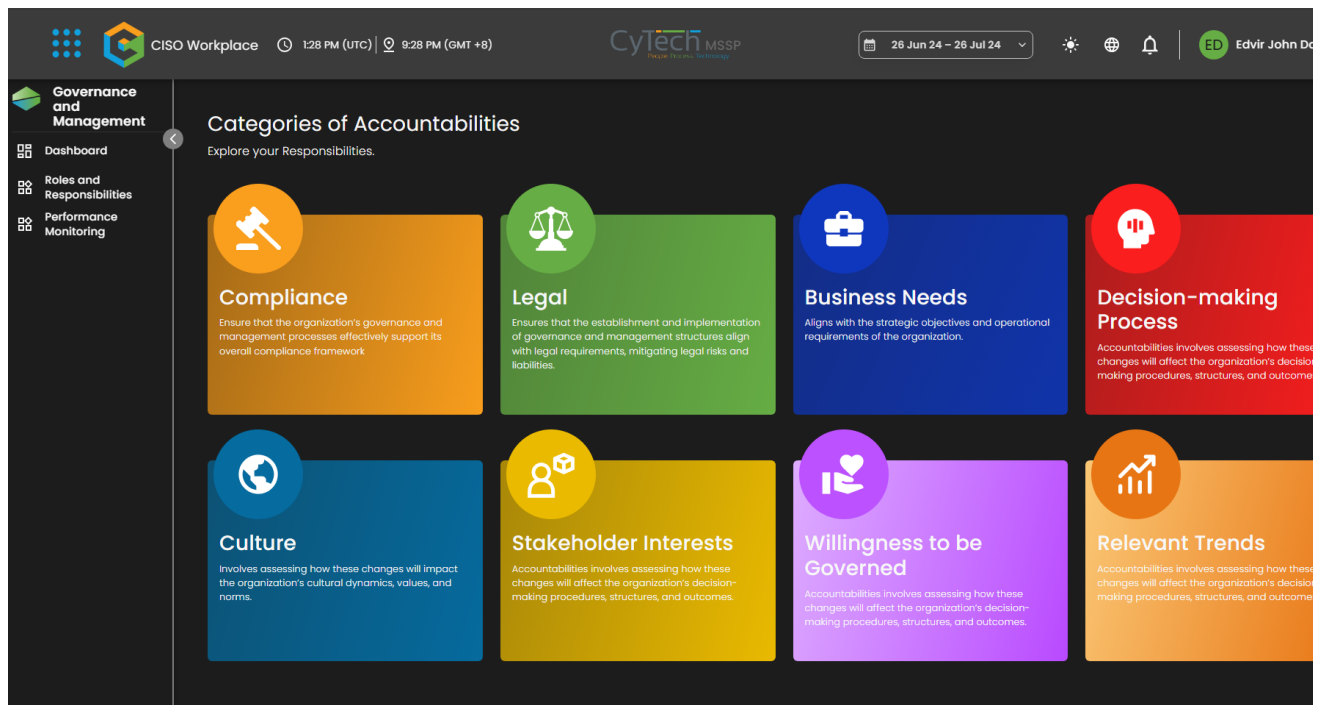 CISO Workplace
1:28 PM (UTC)
9:28 PM (GMT +8)
CyTech MSSP
People Process Technology
26 Jun 24 – 26 Jul 24
ED
Edvir John Do
Governance
and
Management
Dashboard
Roles and
Responsibilities
Performance
Monitoring
Categories of Accountabilities
Explore your Responsibilities.
Compliance
Ensure that the organization's governance and
management processes effectively support its
overall compliance framework
Legal
Ensures that the establishment and implementation
of governance and management structures align
with legal requirements, mitigating legal risks and
liabilities.
Business Needs
Aligns with the strategic objectives and operational
requirements of the organization.
Decision-making
Process
Accountabilities involves assessing how these
changes will affect the organization's decision
making procedures, structures, and outcome
Culture
Involves assessing how these changes will impact
the organization's cultural dynamics, values, and
norms.
Stakeholder Interests
Accountabilities involves assessing how these
changes will affect the organization's decision-
making procedures, structures, and outcomes.
Willingness to be
Governed
Accountabilities involves assessing how these
changes will affect the organization's decision-
making procedures, structures, and outcomes.
Relevant Trends
Accountabilities involves assessing how these
changes will affect the organization's decision
making procedures, structures, and outcome